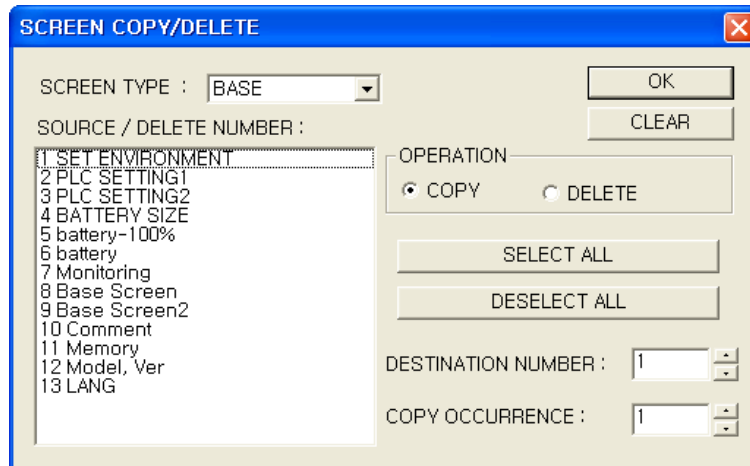 SCREEN COPY/DELETE
SCREEN TYPE : BASE
OK
SOURCE / DELETE NUMBER :
CLEAR
1 SET ENVIRONMENT
2 PLC SETTING1
3 PLC SETTING2
4 BATTERY SIZE
5 battery-100%
6 battery
7 Monitoring
8 Base Screen
9 Base Screen2
10 Comment
11 Memory
12 Model, Ver
13 LANG
OPERATION
COPY DELETE
SELECT ALL
DESELECT ALL
DESTINATION NUMBER : 1
COPY OCCURRENCE : 1